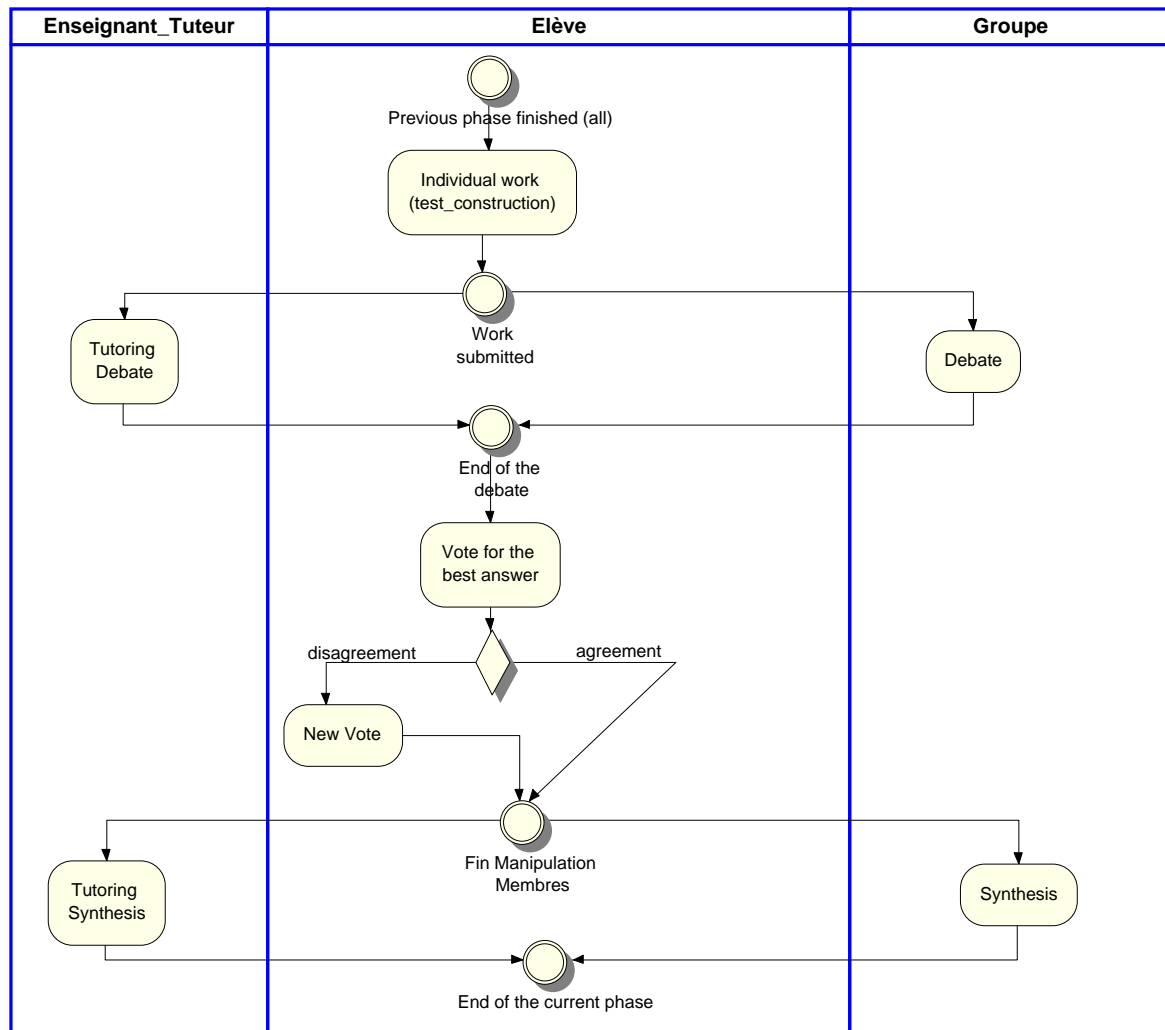 Enseignant_Tuteur
Elève
Groupe
Previous phase finished (all)
Individual work
(test_construction)
Work
submitted
Tutoring
Debate
Debate
End of the
debate
Vote for the
best answer
disagreement
agreement
New Vote
Fin Manipulation
Membres
Tutoring
Synthesis
Synthesis
End of the current phase